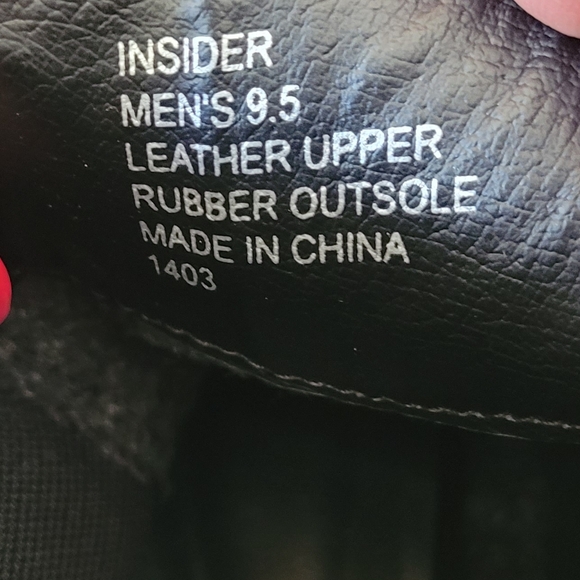 INSIDER
MEN'S 9.5
LEATHER UPPER
RUBBER OUTSOLE
MADE IN CHINA
1403